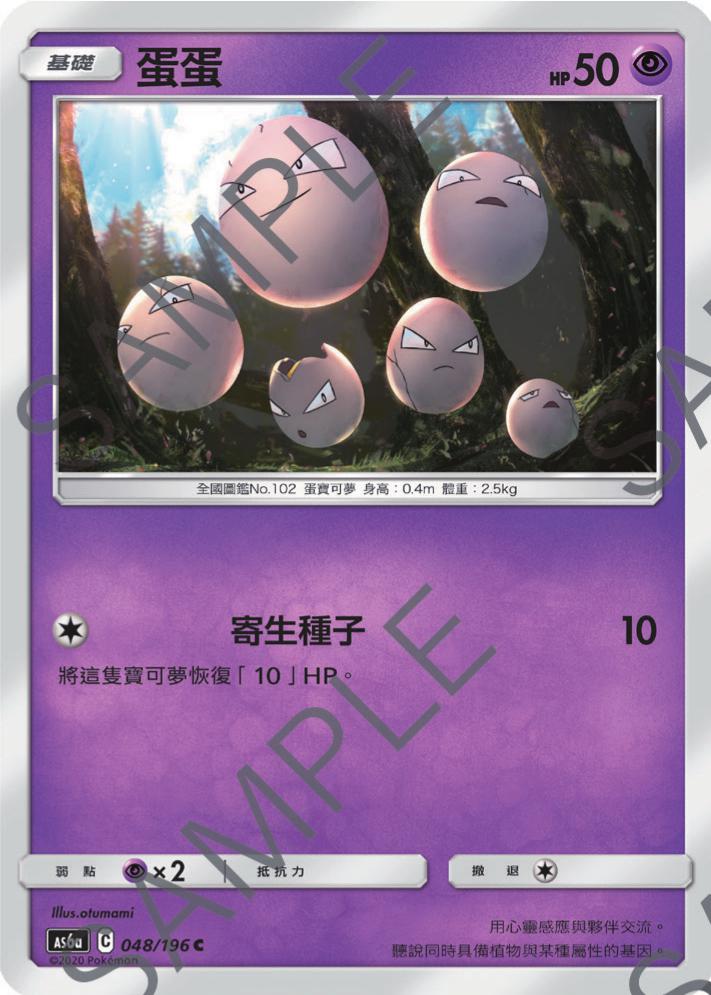 基礎 蛋蛋 HP50
全國圖鑑No.102 蛋寶可夢 身高：0.4m 體重：2.5kg
寄生種子 10
將這隻寶可夢恢復「10」HP。
弱點 ×2 抵抗力 撤退
Illus.otumami
用心靈感應與夥伴交流。
AS6a C 048/196 C
聽說同時具備植物與某種屬性的基因。
©2020 Pokémon
SAMPLE
SAMPLE
SA